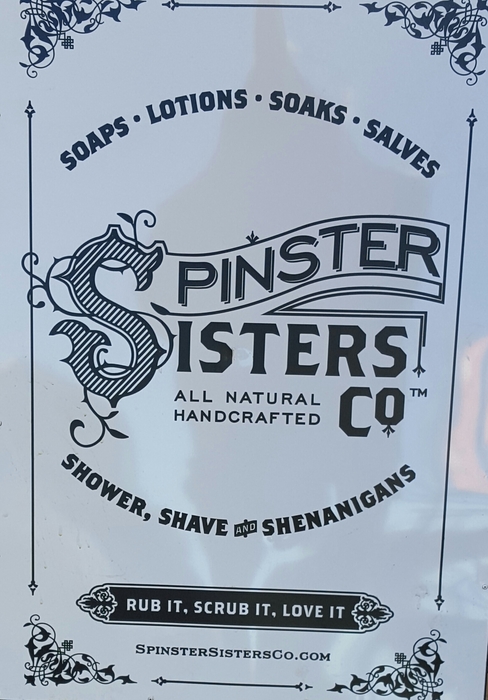 SOAPS · LOTIONS · SOAKS · SALVES
SPINSTER
SISTERS
CO™
ALL NATURAL
HANDCRAFTED
SHOWER, SHAVE AND SHENANIGANS
RUB IT, SCRUB IT, LOVE IT
SPINSTERSISTERSCO.COM